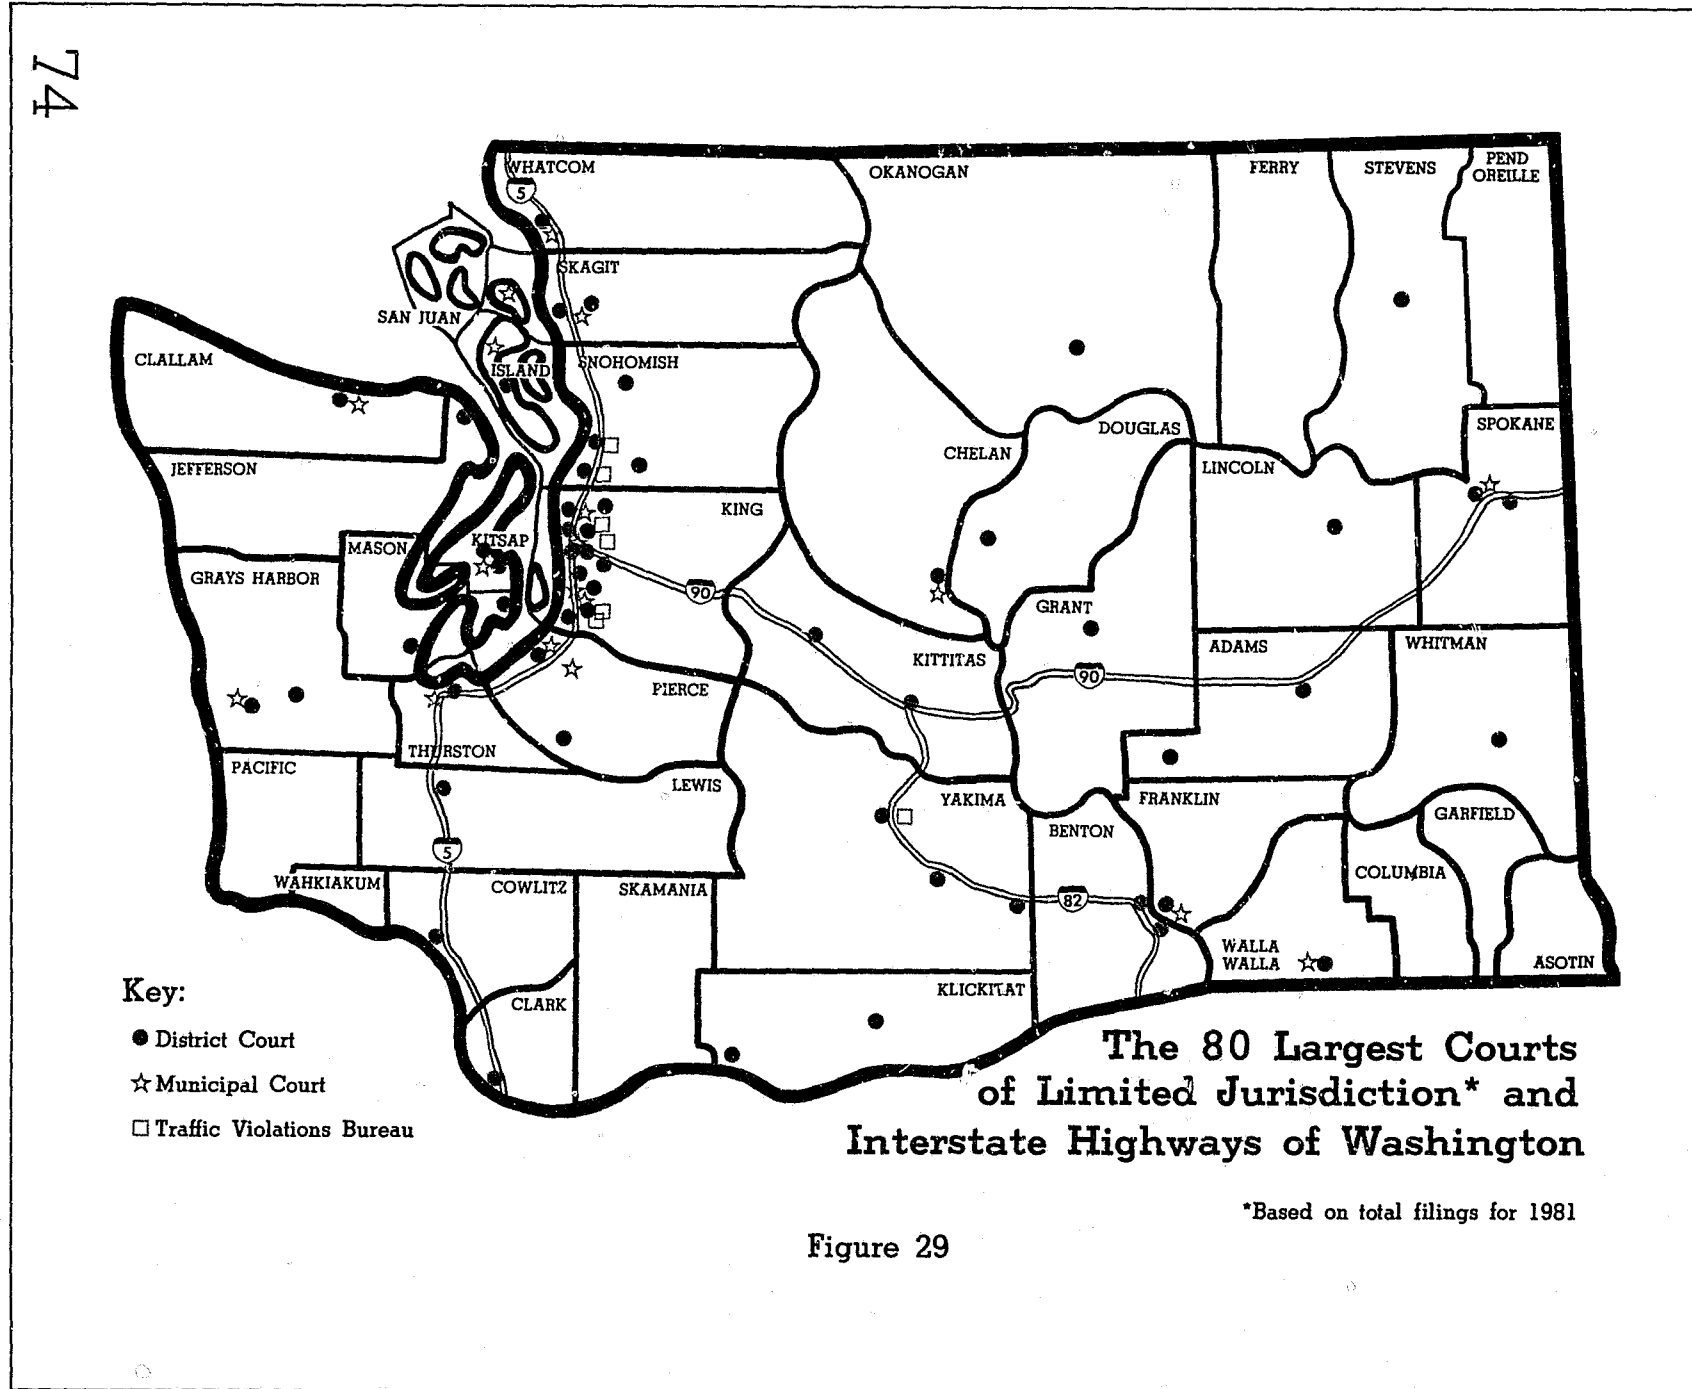 74
WHATCOM
OKANOGAN
FERRY
STEVENS
PEND
OREILLE
5
SKAGIT
SAN JUAN
CLALLAM
ISLAND
SNOHOMISH
JEFFERSON
CHELAN
DOUGLAS
LINCOLN
SPOKANE
KING
MASON
KITSAP
GRAYS HARBOR
90
GRANT
KITTITAS
ADAMS
WHITMAN
90
PIERCE
THURSTON
PACIFIC
LEWIS
YAKIMA
FRANKLIN
BENTON
GARFIELD
5
WAHKIAKUM
COWLITZ
SKAMANIA
82
COLUMBIA
WALLA
WALLA
ASOTIN
CLARK
KLICKITAT
Key:
District Court
Municipal Court
Traffic Violations Bureau
The 80 Largest Courts
of Limited Jurisdiction* and
Interstate Highways of Washington
*Based on total filings for 1981
Figure 29